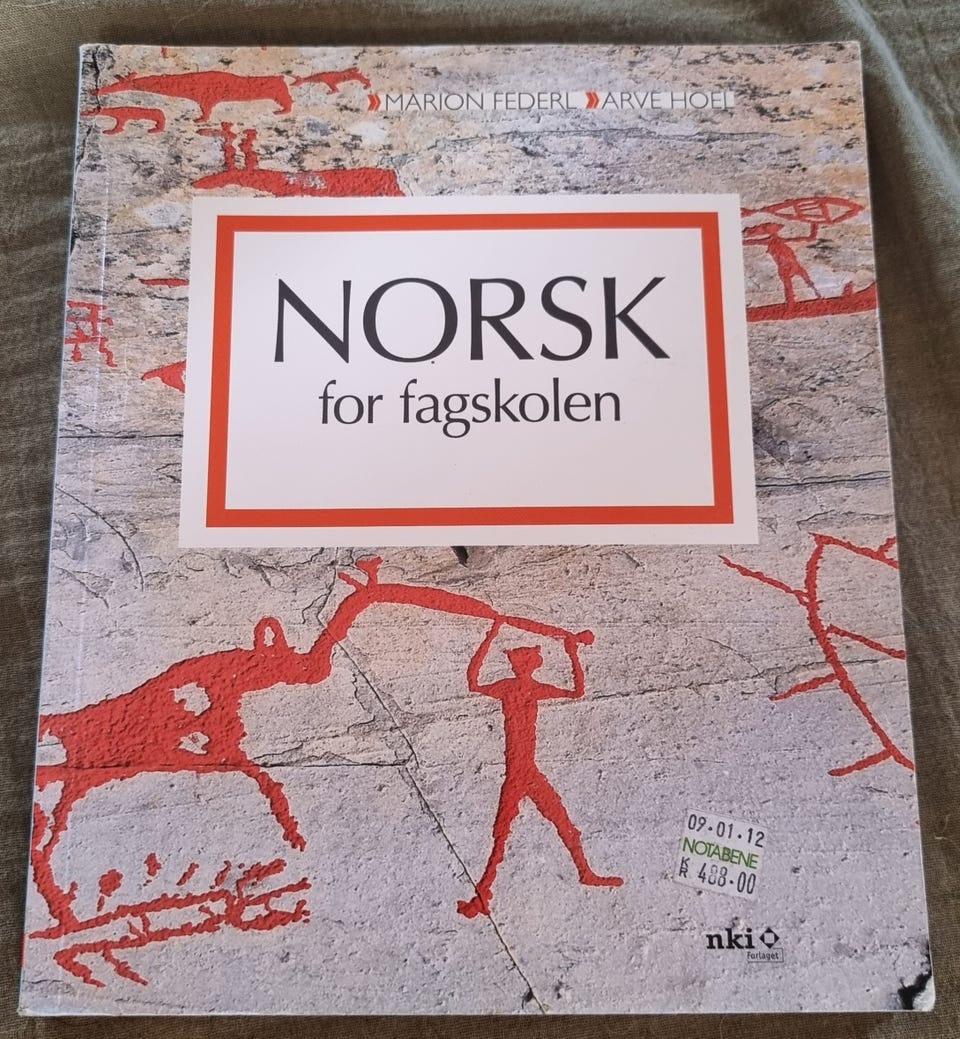 》MARION FEDERL 》ARVE HOEL
NORSK
for fagskolen
09.01.12
NOTABENE
KR 488.00
nki
Forlaget